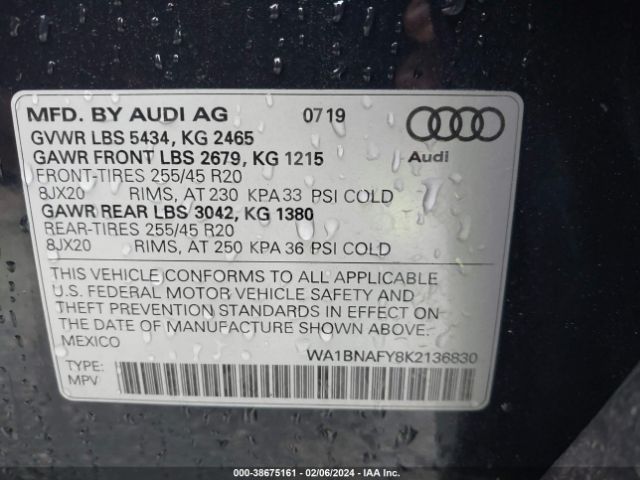 MFD. BY AUDI AG 0719
GVWR LBS 5434, KG 2465
GAWR FRONT LBS 2679, KG 1215 Audi
FRONT-TIRES 255/45 R20
8JX20 RIMS, AT 230 KPA 33 PSI COLD
GAWR REAR LBS 3042, KG 1380
REAR-TIRES 255/45 R20
8JX20 RIMS, AT 250 KPA 36 PSI COLD
THIS VEHICLE CONFORMS TO ALL APPLICABLE
U.S. FEDERAL MOTOR VEHICLE SAFETY AND
THEFT PREVENTION STANDARDS IN EFFECT ON
THE DATE OF MANUFACTURE SHOWN ABOVE.
MEXICO WA1BNAFY8K2136830
TYPE:
MPV
000-38675161 - 02/06/2024 - IAA Inc.